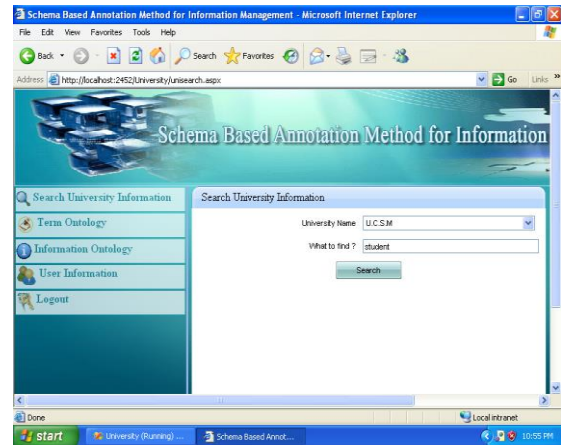 Schema Based Annotation Method for Information Management - Microsoft Internet Explorer
File Edit View Favorites Tools Help
Back Search Favorites
Address http://localhost:2452/University/unisearch.aspx Go Links »
Schema Based Annotation Method for Information
Search University Information
Term Ontology
Information Ontology
User Information
Logout
Search University Information
University Name U.C.S.M
What to find ? student
Search
Done Local intranet
start University (Running) ... Schema Based Annot... 10:55 PM